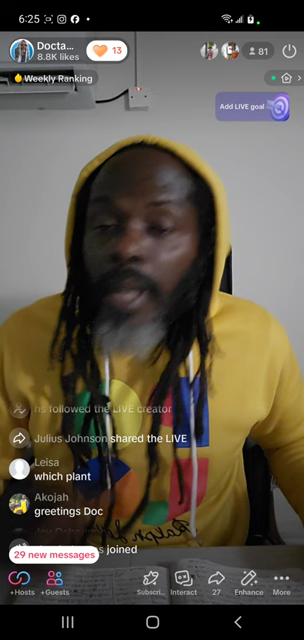 6:25
Docta...
8.8K likes
13
81
Weekly Ranking
Add LIVE goal
ns followed the LIVE creator
Julius Johnson shared the LIVE
Leisa
which plant
Akojah
greetings Doc
29 new messages
s joined
Ralph
+Hosts
+Guests
Subscri...
Interact
27
Enhance
More